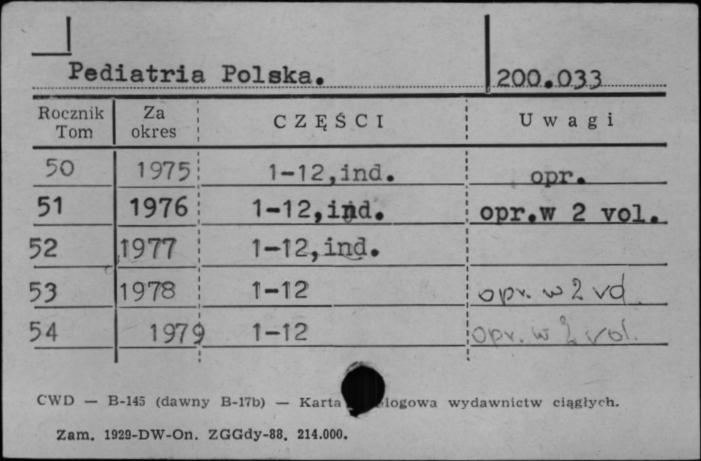 Pediatria Polska. 200.033
Rocznik Tom Za okres CZĘŚCI Uwagi
50 1975 1-12,ind. opr.
51 1976 1-12,ind. opr.w 2 vol.
52 1977 1-12,ind.
53 1978 1-12 opr. w 2 vol
54 1979 1-12 opr. w 2 vol.
CWD — B-145 (dawny B-17b) — Karta logowa wydawnictw ciągłych.
Zam. 1929-DW-On. ZGGdy-88. 214.000.